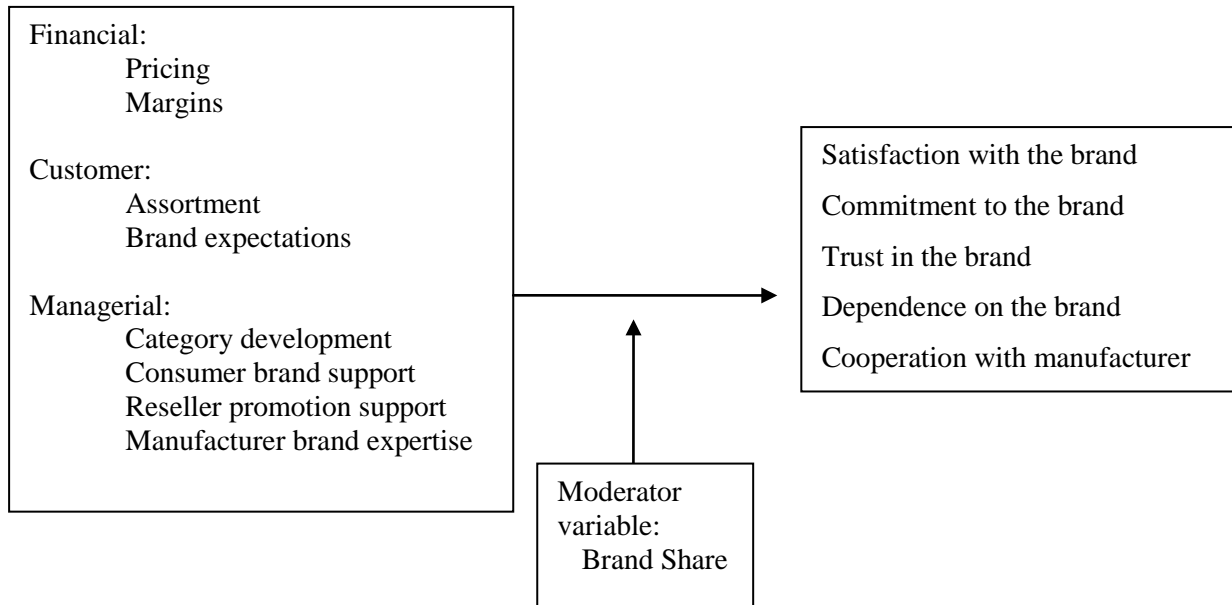 Financial:
Pricing
Margins
Customer:
Assortment
Brand expectations
Managerial:
Category development
Consumer brand support
Reseller promotion support
Manufacturer brand expertise
Moderator
variable:
Brand Share
Satisfaction with the brand
Commitment to the brand
Trust in the brand
Dependence on the brand
Cooperation with manufacturer